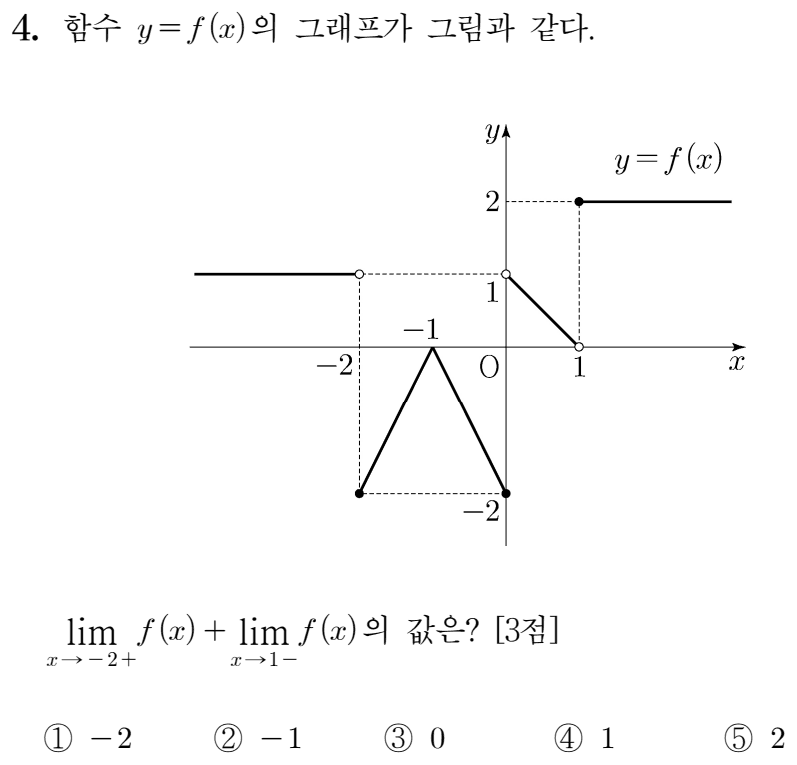 4. 함수 y=f(x)의 그래프가 그림과 같다.
y
y=f(x)
2
1
-1
-2
O
1
x
-2
lim f(x)+ lim f(x)의 값은? [3점]
x→-2+ x→1-
① -2 ② -1 ③ 0 ④ 1 ⑤ 2